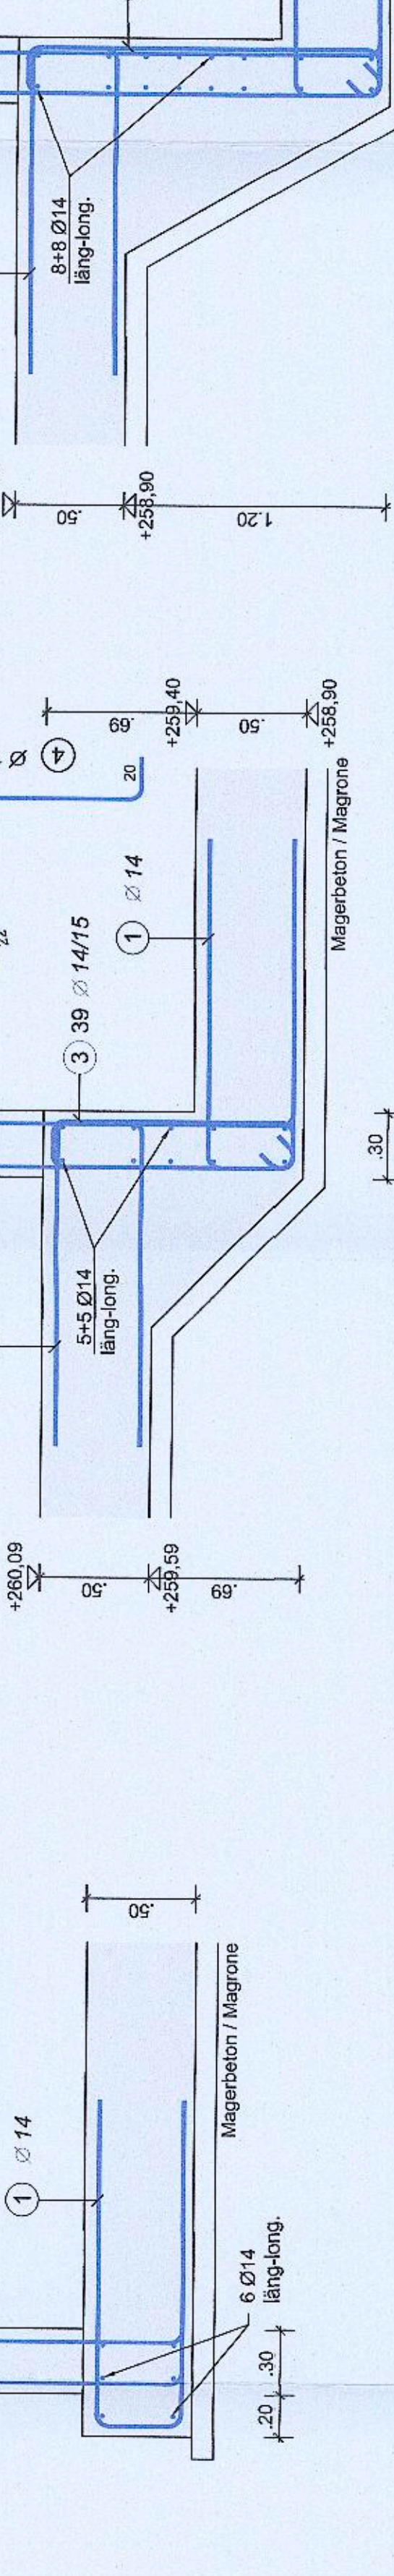 8+8 Ø14
läng-long.
.50
+258,90
1.20
Ø
4
20
.69
+259,40
.50
+258,90
Magerbeton / Magrone
1 Ø 14
3 39 Ø 14/15
.30
5+5 Ø14
läng-long.
+260,09
.50
+259,59
.69
.50
Magerbeton / Magrone
1 Ø 14
6 Ø14
läng-long.
.20 .30